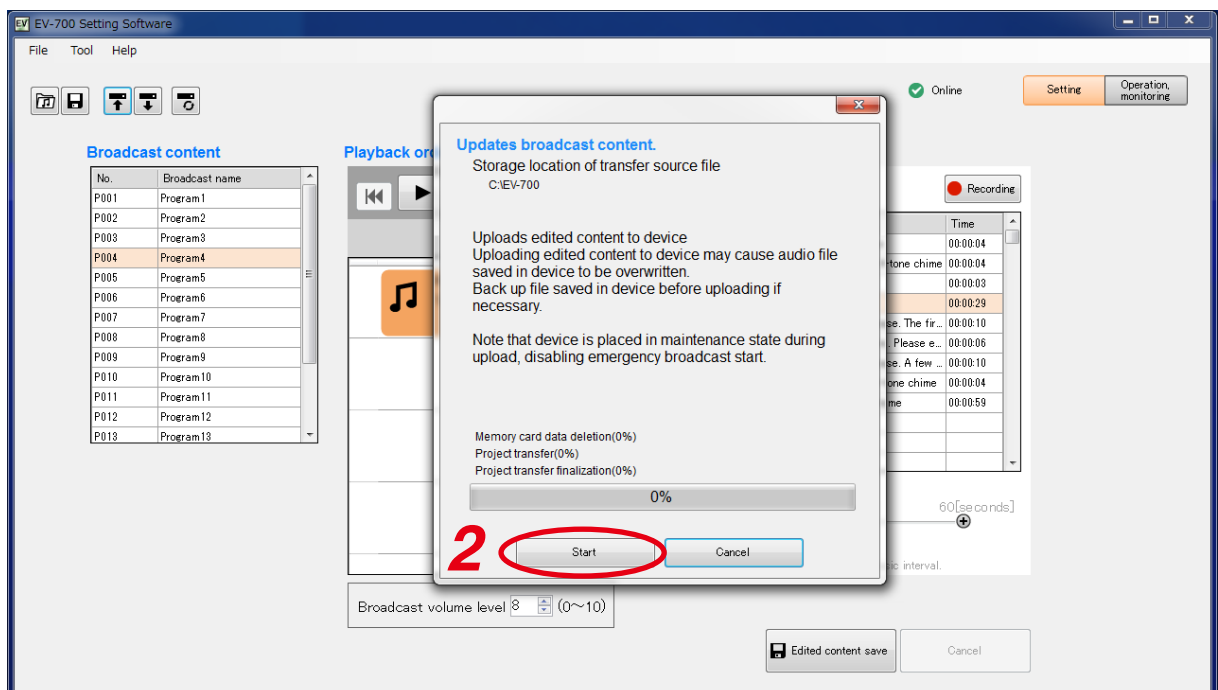 EV EV-700 Setting Software
File Tool Help
Online
Setting
Operation,
monitoring
Broadcast content
No. Broadcast name
P001 Program1
P002 Program2
P003 Program3
P004 Program4
P005 Program5
P006 Program6
P007 Program7
P008 Program8
P009 Program9
P010 Program10
P011 Program11
P012 Program12
P013 Program13
Playback
Updates broadcast content.
Storage location of transfer source file
C:\EV-700
Uploads edited content to device
Uploading edited content to device may cause audio file
saved in device to be overwritten.
Back up file saved in device before uploading if
necessary.
Note that device is placed in maintenance state during
upload, disabling emergency broadcast start.
Memory card data deletion(0%)
Project transfer(0%)
Project transfer finalization(0%)
0%
2
Start Cancel
Recording
Time
00:00:04
tone chime 00:00:04
00:00:03
00:00:29
se. The fir... 00:00:10
. Please e... 00:00:06
se. A few ... 00:00:10
one chime 00:00:04
me 00:00:59
60[seconds]
interval.
Broadcast volume level 8 (0～10)
Edited content save Cancel